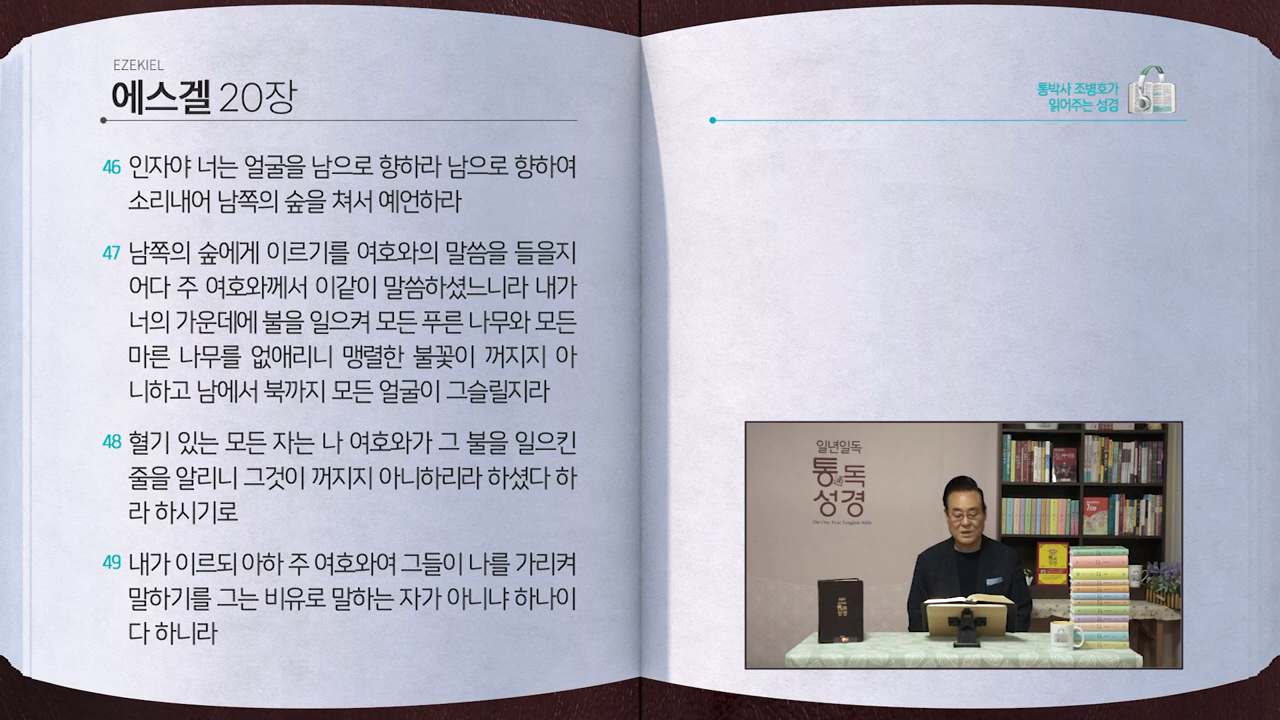 EZEKIEL
에스겔 20장
46 인자야 너는 얼굴을 남으로 향하라 남으로 향하여
소리내어 남쪽의 숲을 쳐서 예언하라
47 남쪽의 숲에게 이르기를 여호와의 말씀을 들을지
어다 주 여호와께서 이같이 말씀하셨느니라 내가
너의 가운데에 불을 일으켜 모든 푸른 나무와 모든
마른 나무를 없애리니 맹렬한 불꽃이 꺼지지 아
니하고 남에서 북까지 모든 얼굴이 그슬릴지라
48 혈기 있는 모든 자는 나 여호와가 그 불을 일으킨
줄을 알리니 그것이 꺼지지 아니하리라 하셨다 하
라 하시기로
49 내가 이르되 아하 주 여호와여 그들이 나를 가리켜
말하기를 그는 비유로 말하는 자가 아니냐 하나이
다 하니라
통박사 조병호가
읽어주는 성경
일년일독
통독
성경
The One Year Tongdok Bible
통독
성경